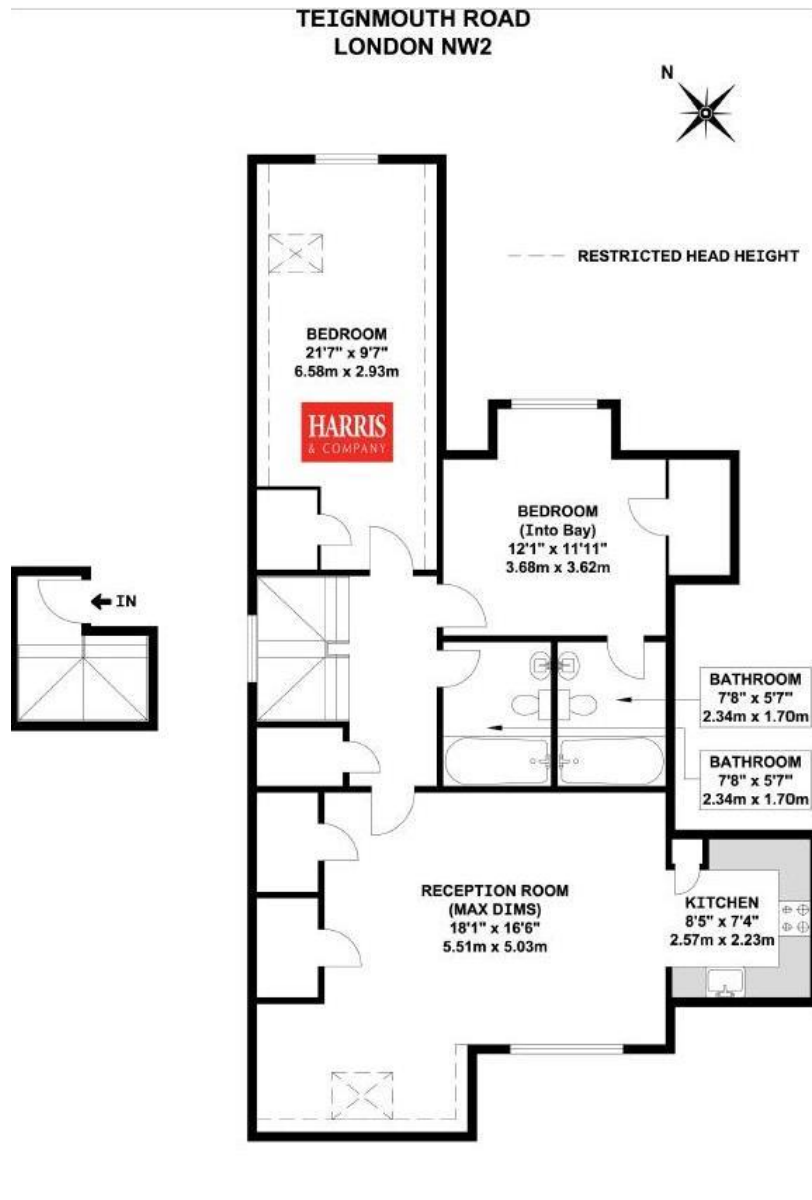 TEIGNMOUTH ROAD
LONDON NW2
N
RESTRICTED HEAD HEIGHT
BEDROOM
21'7" x 9'7"
6.58m x 2.93m
HARRIS
& COMPANY
BEDROOM
(Into Bay)
12'1" x 11'11"
3.68m x 3.62m
IN
BATHROOM
7'8" x 5'7"
2.34m x 1.70m
BATHROOM
7'8" x 5'7"
2.34m x 1.70m
RECEPTION ROOM
(MAX DIMS)
18'1" x 16'6"
5.51m x 5.03m
KITCHEN
8'5" x 7'4"
2.57m x 2.23m